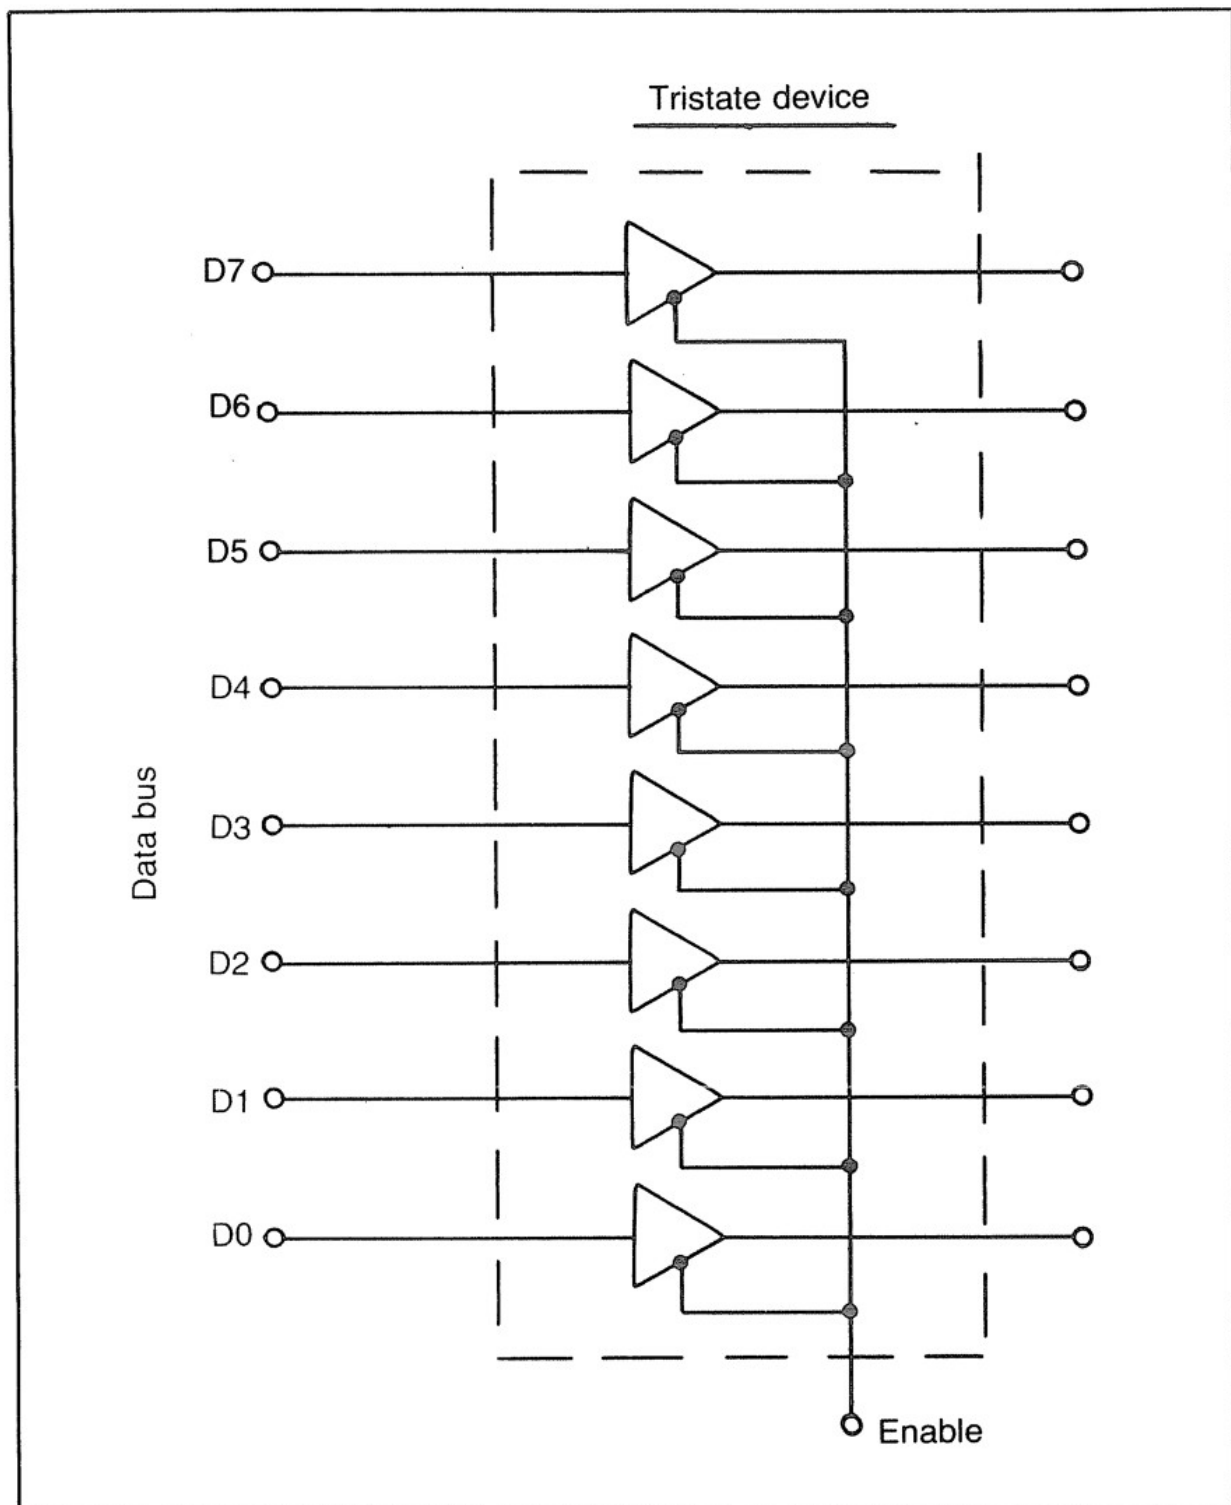 Tristate device
D7
D6
D5
D4
Data bus
D3
D2
D1
D0
Enable